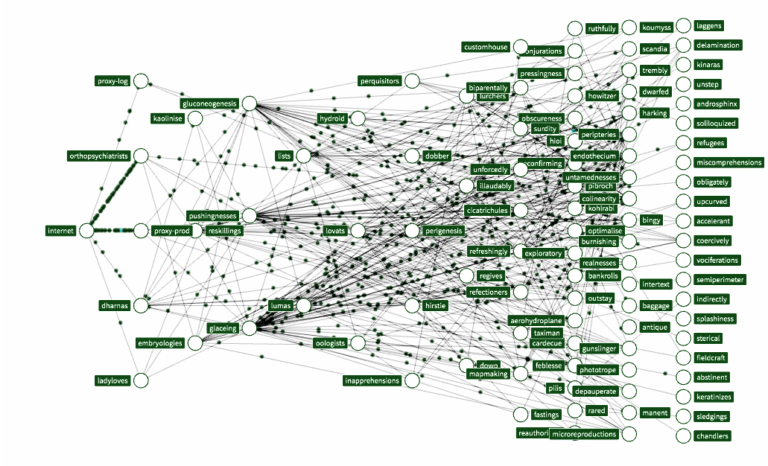 internet
proxy-log
orthopsychiatrists
proxy-prod
dharnas
ladyloves
kaolinise
reskillings
embryologies
gluconeogenesis
pushingnesses
glaceing
lists
lumas
hydroid
lovats
oologists
perquisitors
dobber
perigenesis
hirstie
inapprehensions
lurchers
illaudably
regives
down
customhouse
biparentally
surdity
unforcedly
cicatrichules
refreshingly
refectioners
taximan
mapmaking
fastings
ruthfully
conjurations
pressingness
howitzer
obscureness
hiol
endothecium
reconfirming
pibroch
kohlrabi
optimalise
exploratory
bankrolls
outstay
aerohydroplane
cardecue
feblesse
pills
rared
koumyss
scandia
trembly
dwarfed
harking
peripteries
untamednesses
colinearity
bingy
burnishing
realnesses
intertext
baggage
antique
gunslinger
phototrope
depauperate
manent
microreproductions
laggens
delamination
kinaras
unstep
androsphinx
soliloquized
refugees
miscomprehensions
obligately
upcurved
accelerant
coercively
vociferations
semiperimeter
indirectly
splashiness
sterical
fieldcraft
abstinent
keratinizes
sledgings
chandlers